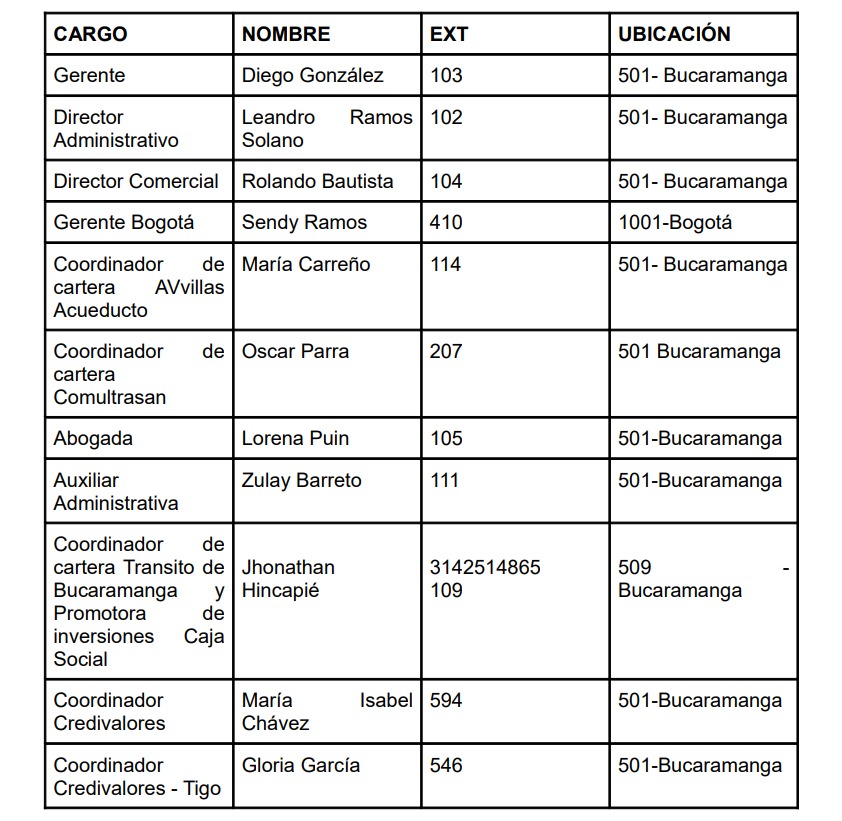 CARGO NOMBRE EXT UBICACIÓN
Gerente Diego González 103 501- Bucaramanga
Director Leandro Ramos 102 501- Bucaramanga
Administrativo Solano
Director Comercial Rolando Bautista 104 501- Bucaramanga
Gerente Bogotá Sendy Ramos 410 1001-Bogotá
Coordinador de María Carreño 114 501- Bucaramanga
cartera AVvillas
Acueducto
Coordinador de Oscar Parra 207 501 Bucaramanga
cartera
Comultrasan
Abogada Lorena Puin 105 501-Bucaramanga
Auxiliar Zulay Barreto 111 501-Bucaramanga
Administrativa
Coordinador de
cartera Transito de Jhonathan 3142514865 509 -
Bucaramanga y Hincapié 109 Bucaramanga
Promotora de
inversiones Caja
Social
Coordinador María Isabel 594 501-Bucaramanga
Credivalores Chávez
Coordinador Gloria García 546 501-Bucaramanga
Credivalores - Tigo